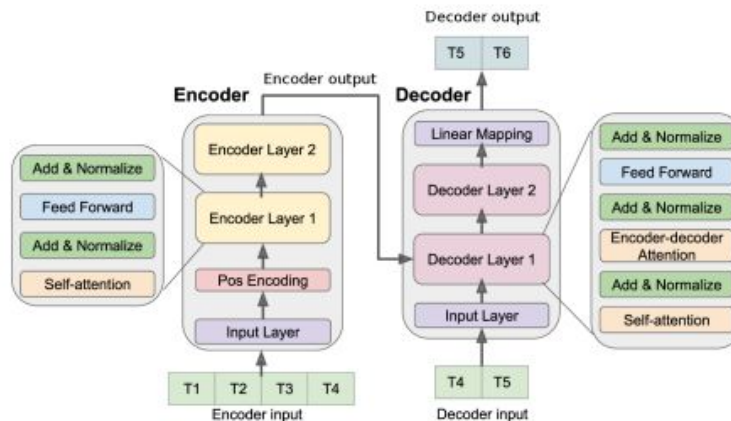 Decoder output
T5 T6
Encoder output
Encoder
Decoder
Encoder Layer 2
Encoder Layer 1
Pos Encoding
Input Layer
T1 T2 T3 T4
Encoder input
Add & Normalize
Feed Forward
Add & Normalize
Self-attention
Linear Mapping
Decoder Layer 2
Decoder Layer 1
Input Layer
T4 T5
Decoder input
Add & Normalize
Feed Forward
Add & Normalize
Encoder-decoder
Attention
Add & Normalize
Self-attention